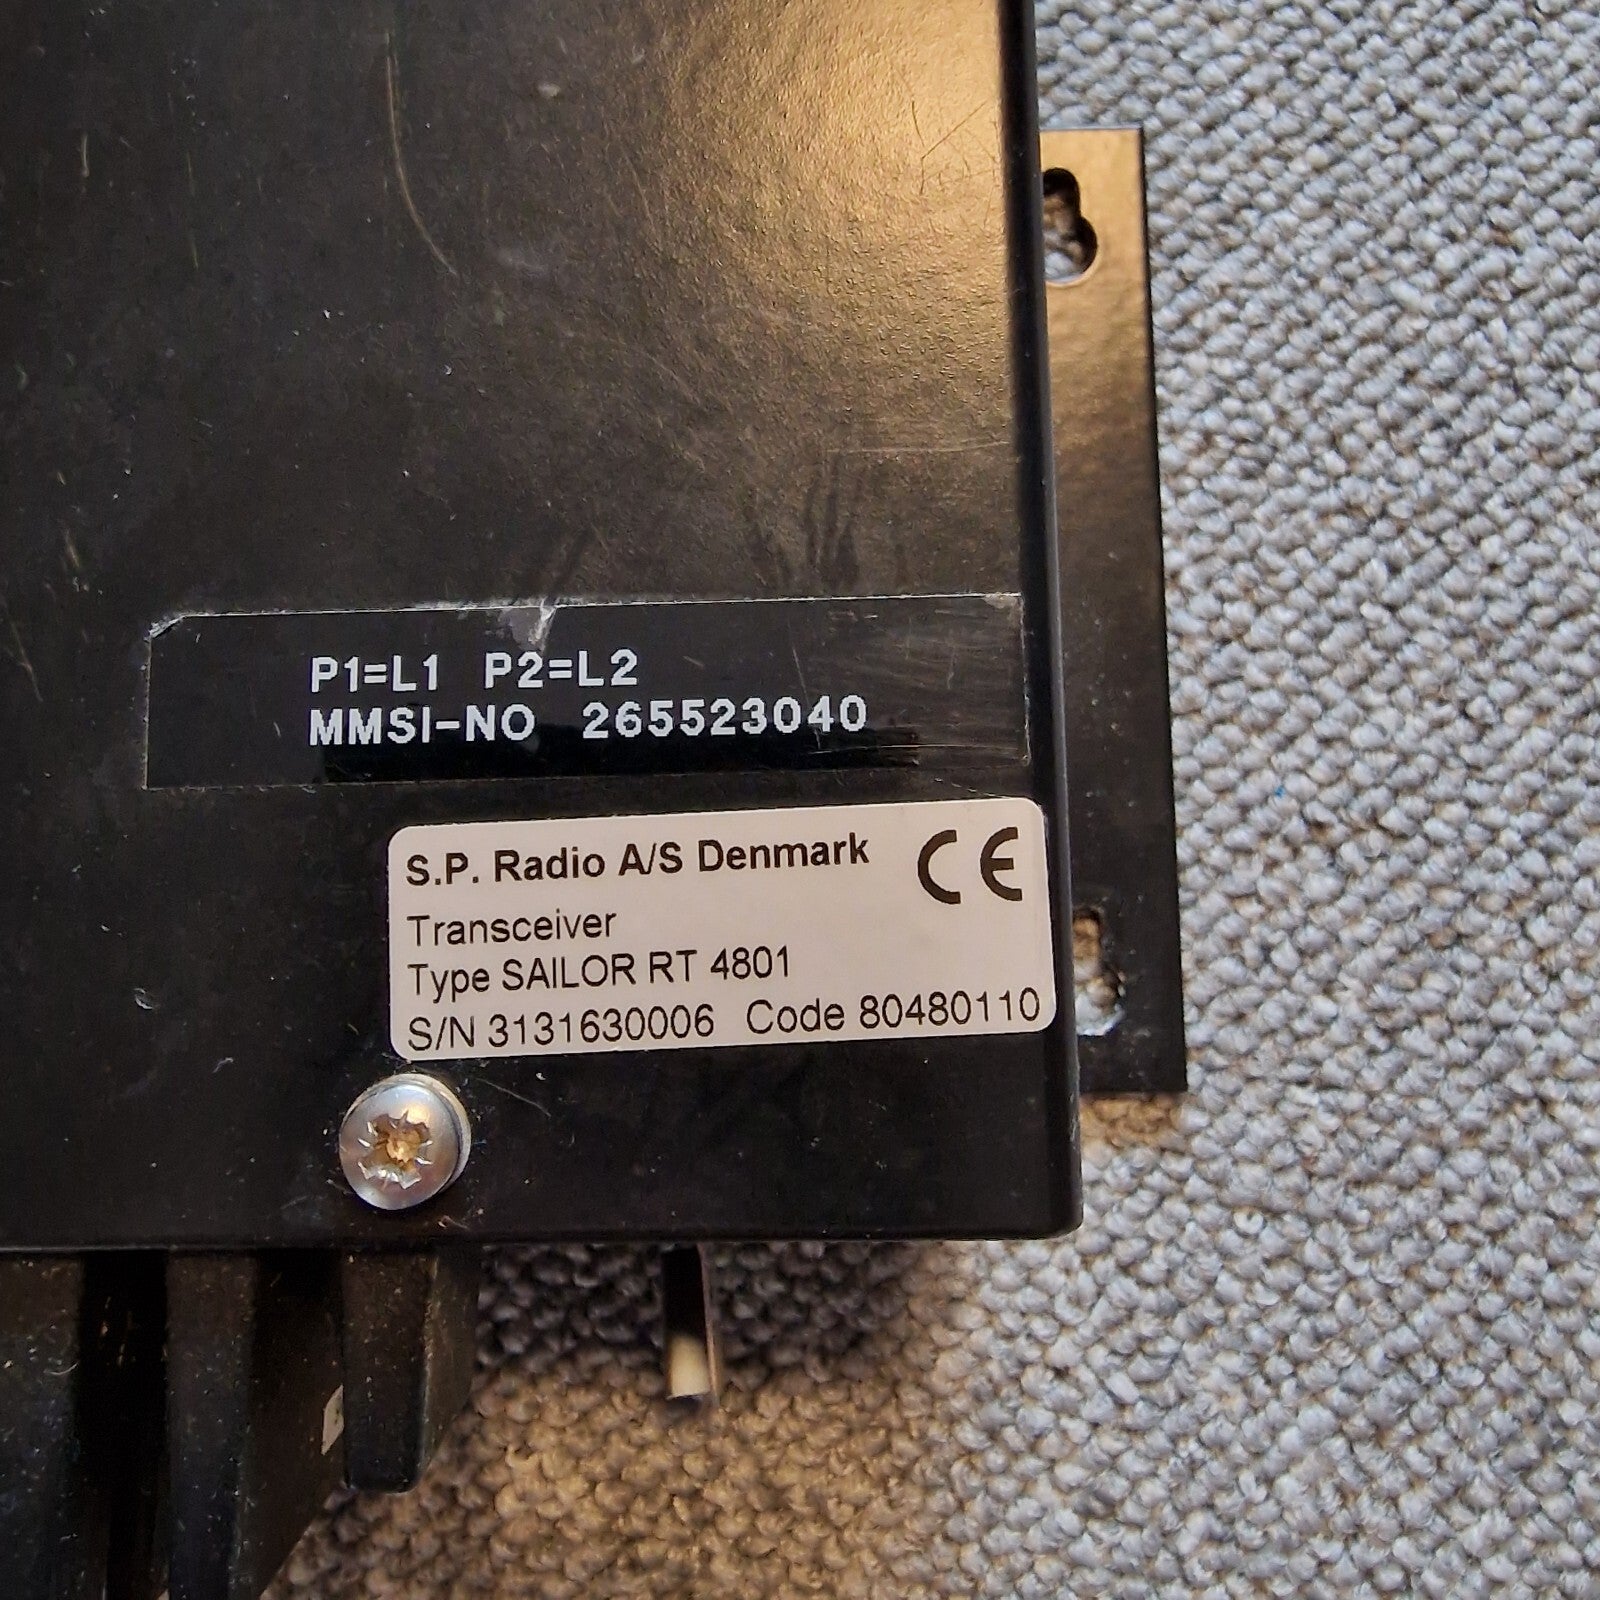 P1=L1 P2=L2
MMSI-NO 265523040
S.P. Radio A/S Denmark CE
Transceiver
Type SAILOR RT 4801
S/N 3131630006 Code 80480110